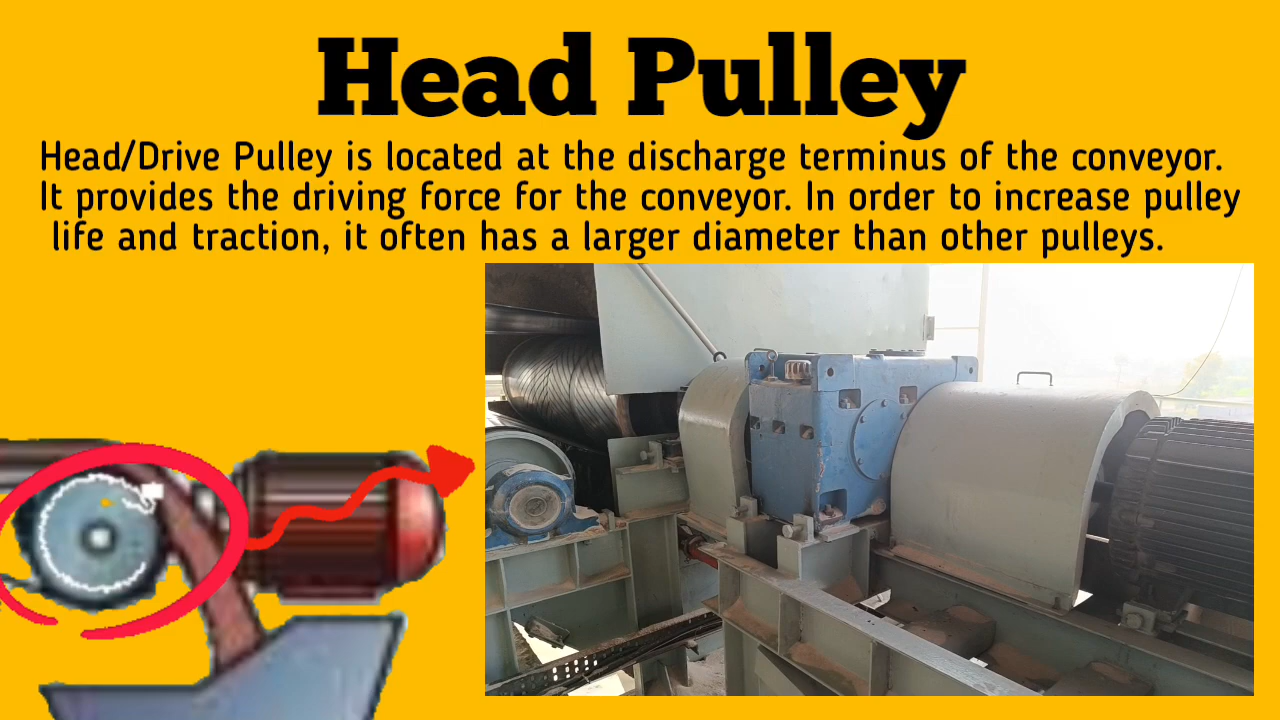 Head Pulley
Head/Drive Pulley is located at the discharge terminus of the conveyor.
It provides the driving force for the conveyor. In order to increase pulley
life and traction, it often has a larger diameter than other pulleys.